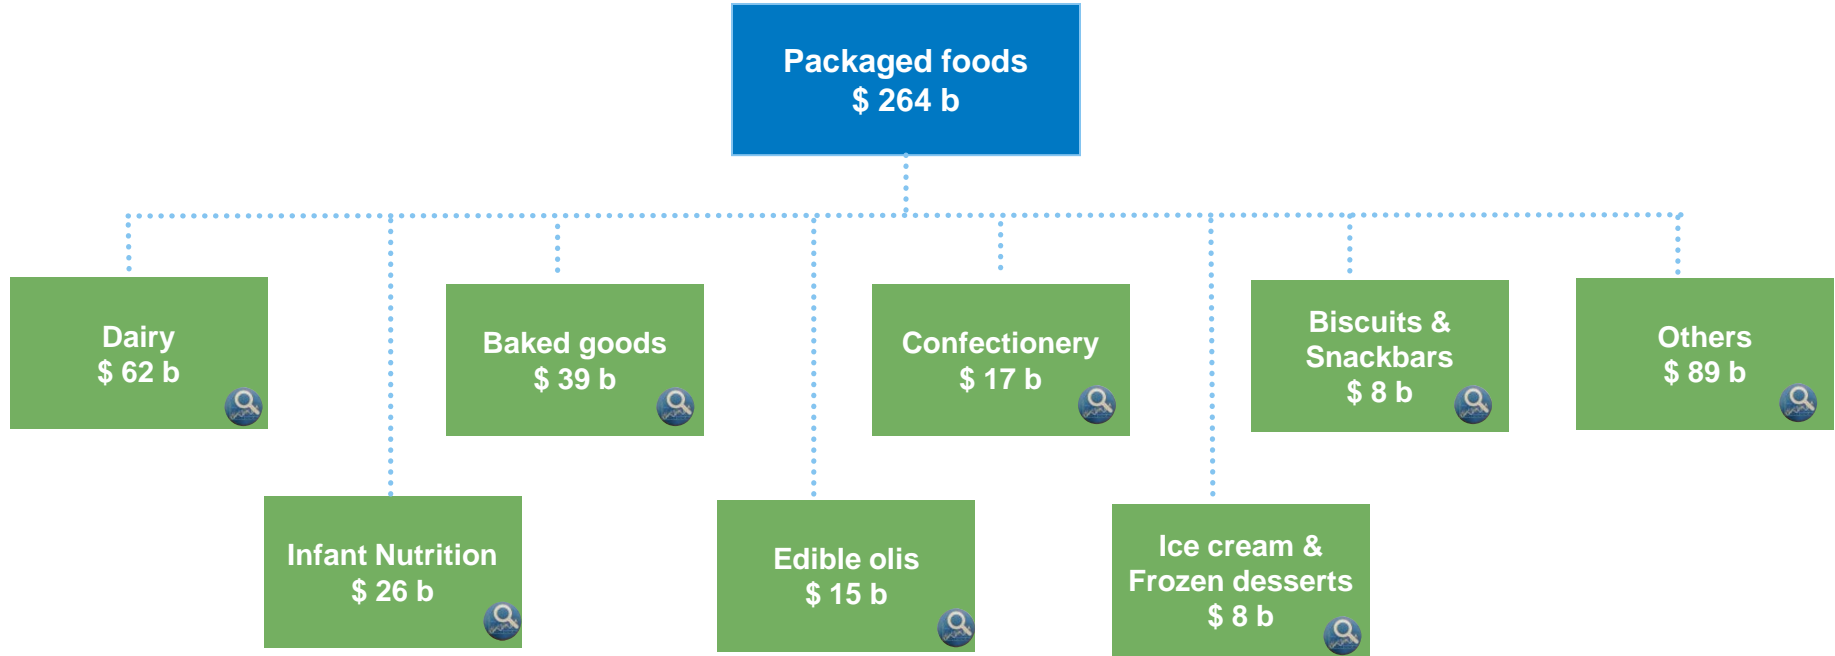 Packaged foods
$ 264 b
Dairy
$ 62 b
Baked goods
$ 39 b
Confectionery
$ 17 b
Biscuits &
Snackbars
$ 8 b
Others
$ 89 b
Infant Nutrition
$ 26 b
Edible olis
$ 15 b
Ice cream &
Frozen desserts
$ 8 b